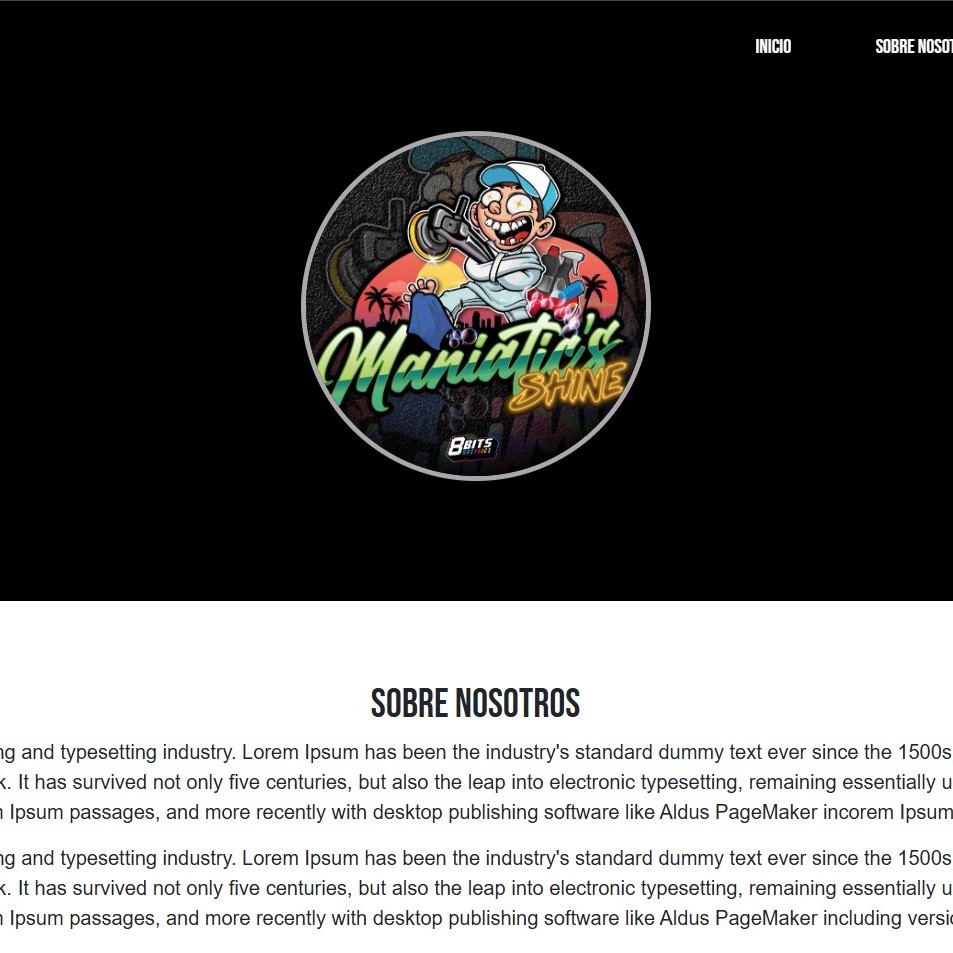 INICIO
SOBRE NOSOT
Maniatic's
SHINE
8BITS
GRAPHICS
SOBRE NOSOTROS
ng and typesetting industry. Lorem Ipsum has been the industry's standard dummy text ever since the 1500s
k. It has survived not only five centuries, but also the leap into electronic typesetting, remaining essentially u
n Ipsum passages, and more recently with desktop publishing software like Aldus PageMaker incorem Ipsum
ng and typesetting industry. Lorem Ipsum has been the industry's standard dummy text ever since the 1500s
k. It has survived not only five centuries, but also the leap into electronic typesetting, remaining essentially u
n Ipsum passages, and more recently with desktop publishing software like Aldus PageMaker including versio